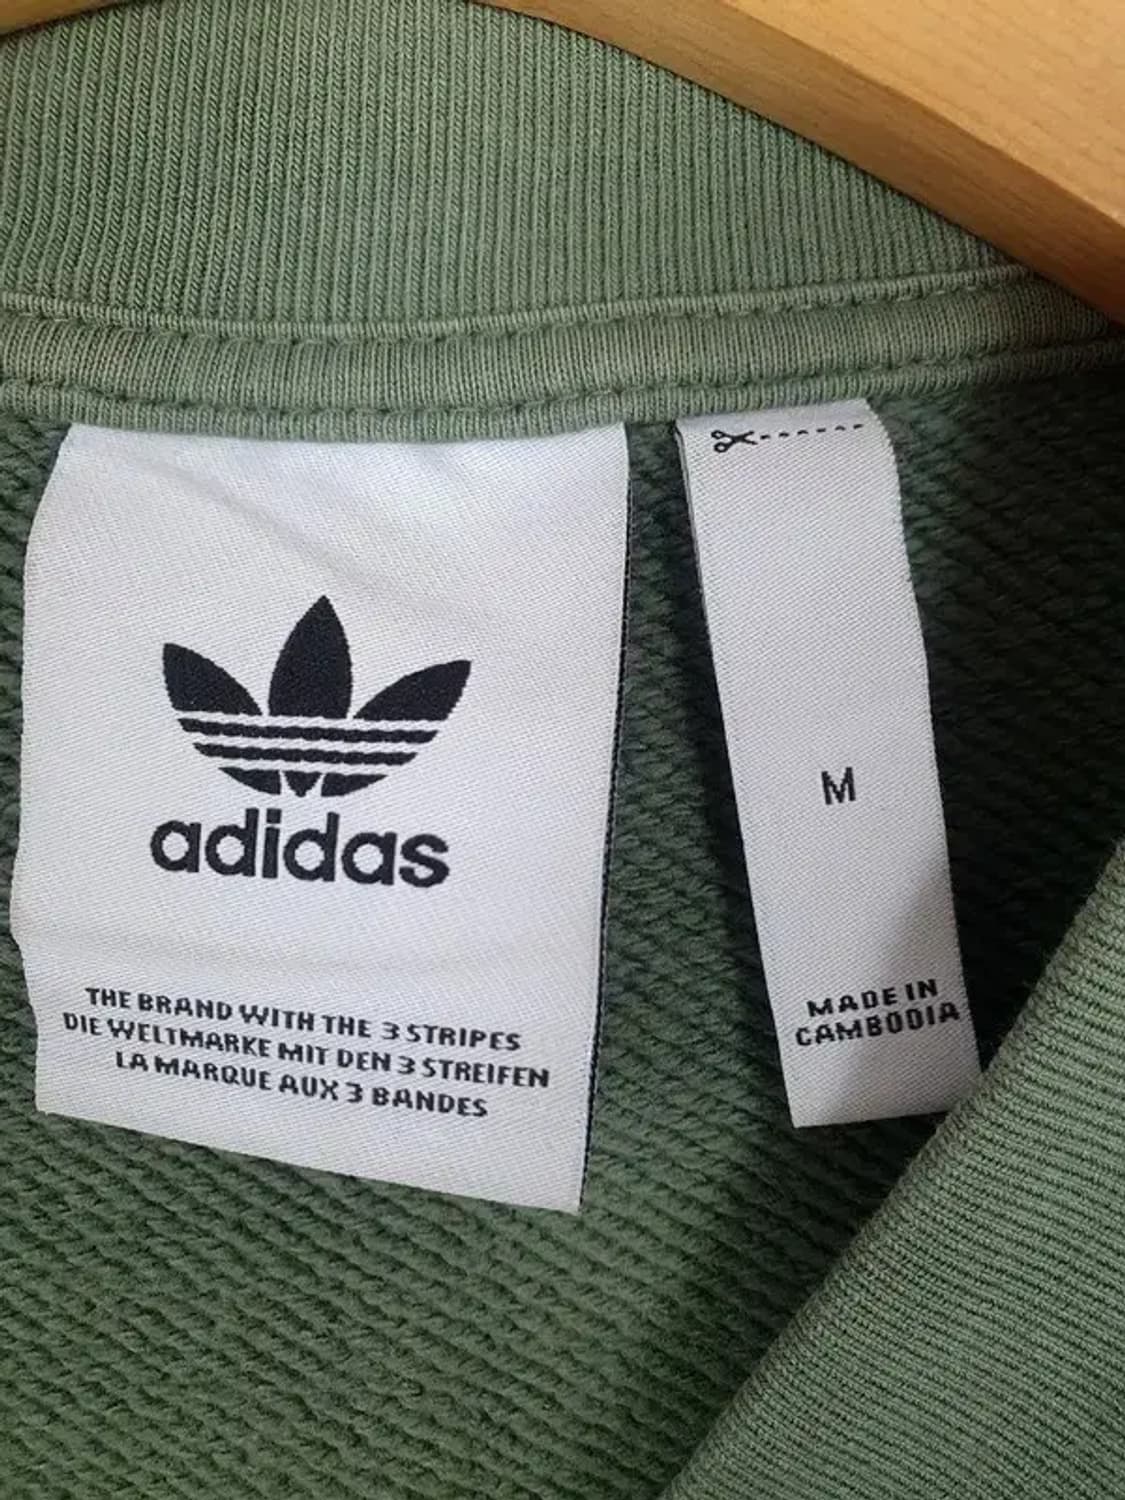 adidas
THE BRAND WITH THE 3 STRIPES
DIE WELTMARKE MIT DEN 3 STREIFEN
LA MARQUE AUX 3 BANDES
M
MADE IN
CAMBODIA